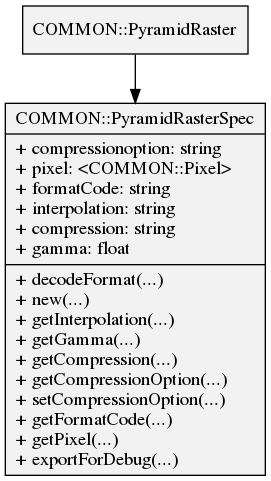 COMMON::PyramidRaster
COMMON::PyramidRasterSpec
+ compressionoption: string
+ pixel: <COMMON::Pixel>
+ formatCode: string
+ interpolation: string
+ compression: string
+ gamma: float
+ decodeFormat(...)
+ new(...)
+ getInterpolation(...)
+ getGamma(...)
+ getCompression(...)
+ getCompressionOption(...)
+ setCompressionOption(...)
+ getFormatCode(...)
+ getPixel(...)
+ exportForDebug(...)